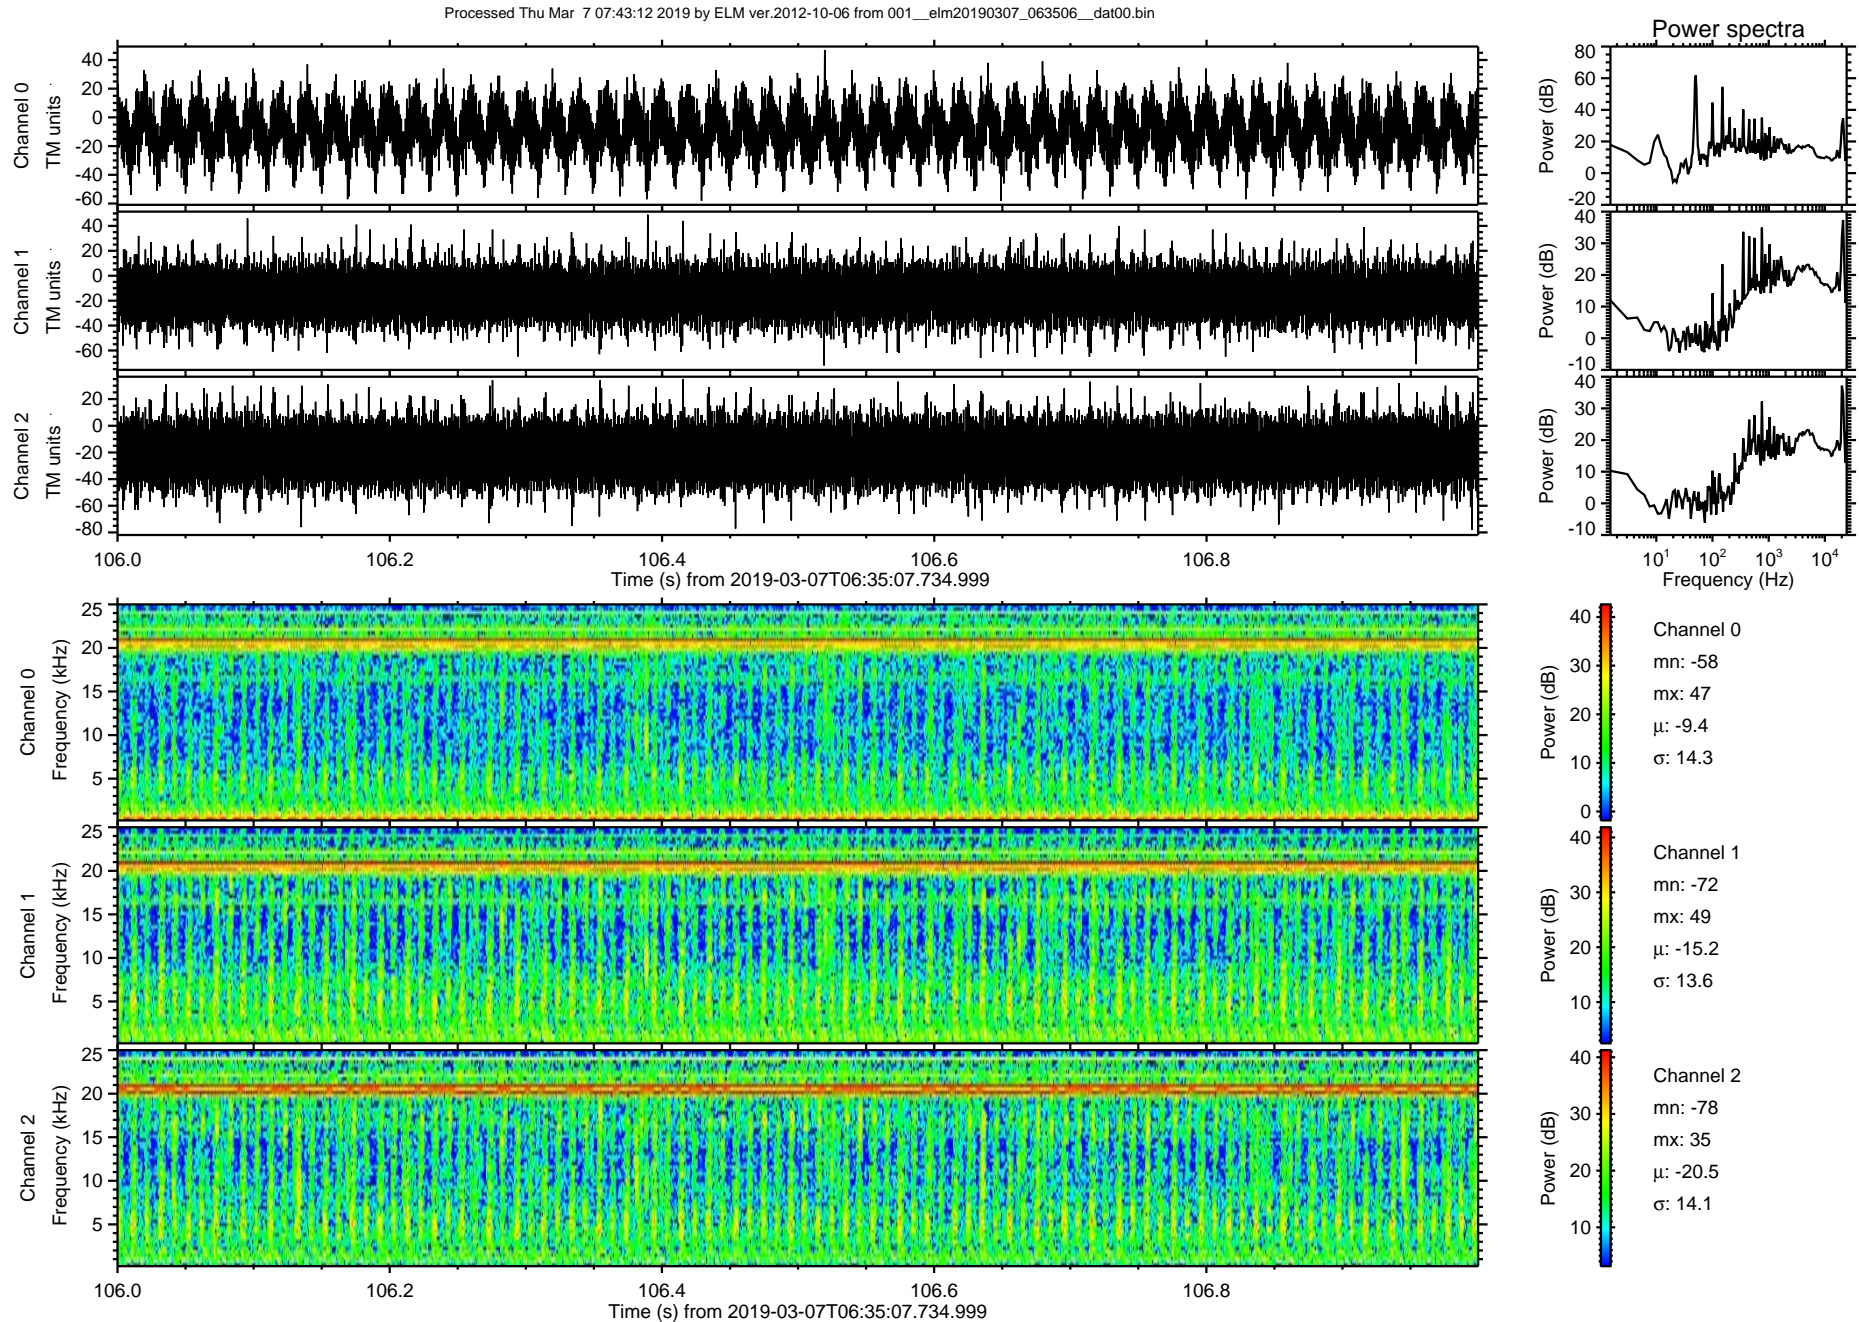 Processed Thu Mar  7 07:43:12 2019 by ELM ver.2012-10-06 from 001__elm20190307_063506__dat00.bin
Power spectra
Channel 0
TM units
40
20
0
-20
-40
-60
Power (dB)
80
60
40
20
0
-20
Channel 1
TM units
40
20
0
-20
-40
-60
Power (dB)
40
30
20
10
0
-10
Channel 2
TM units
20
0
-20
-40
-60
-80
Power (dB)
40
30
20
10
0
-10
106.0 106.2 106.4 106.6 106.8
Time (s) from 2019-03-07T06:35:07.734.999
10^1 10^2 10^3 10^4
Frequency (Hz)
Channel 0
Frequency (kHz)
25
20
15
10
5
Power (dB)
40
30
20
10
0
Channel 0
mn: -58
mx: 47
μ: -9.4
σ: 14.3
Channel 1
Frequency (kHz)
25
20
15
10
5
Power (dB)
40
30
20
10
Channel 1
mn: -72
mx: 49
μ: -15.2
σ: 13.6
Channel 2
Frequency (kHz)
25
20
15
10
5
Power (dB)
40
30
20
10
Channel 2
mn: -78
mx: 35
μ: -20.5
σ: 14.1
106.0 106.2 106.4 106.6 106.8
Time (s) from 2019-03-07T06:35:07.734.999